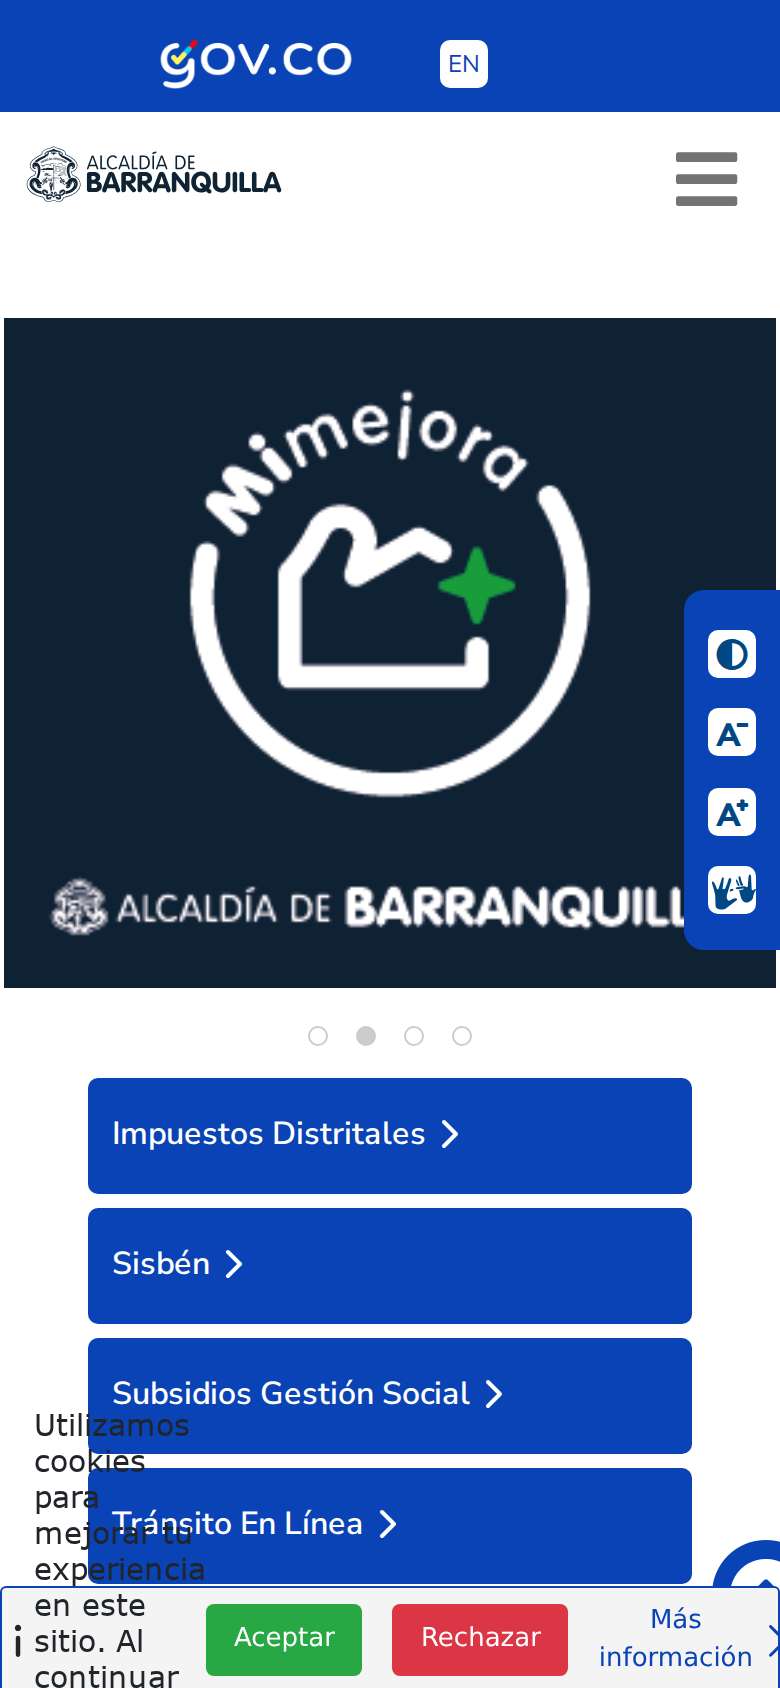 GOV.CO
EN
ALCALDÍA DE
BARRANQUILLA
Mimejora
ALCALDÍA DE
A-
A+
Impuestos Distritales
Sisbén
Subsidios Gestión Social
Tránsito En Línea
Utilizamos
cookies
para
mejorar tu
experiencia
en este
sitio. Al
continuar
Aceptar
Rechazar
Más
información